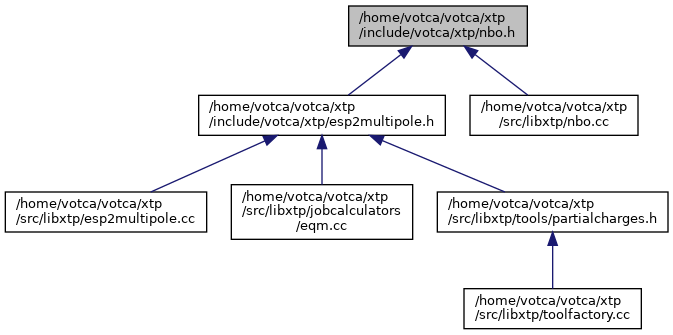 /home/votca/votca/xtp
/include/votca/xtp/nbo.h
/home/votca/votca/xtp
/include/votca/xtp/esp2multipole.h
/home/votca/votca/xtp
/src/libxtp/nbo.cc
/home/votca/votca/xtp
/src/libxtp/esp2multipole.cc
/home/votca/votca/xtp
/src/libxtp/jobcalculators
/eqm.cc
/home/votca/votca/xtp
/src/libxtp/tools/partialcharges.h
/home/votca/votca/xtp
/src/libxtp/toolfactory.cc